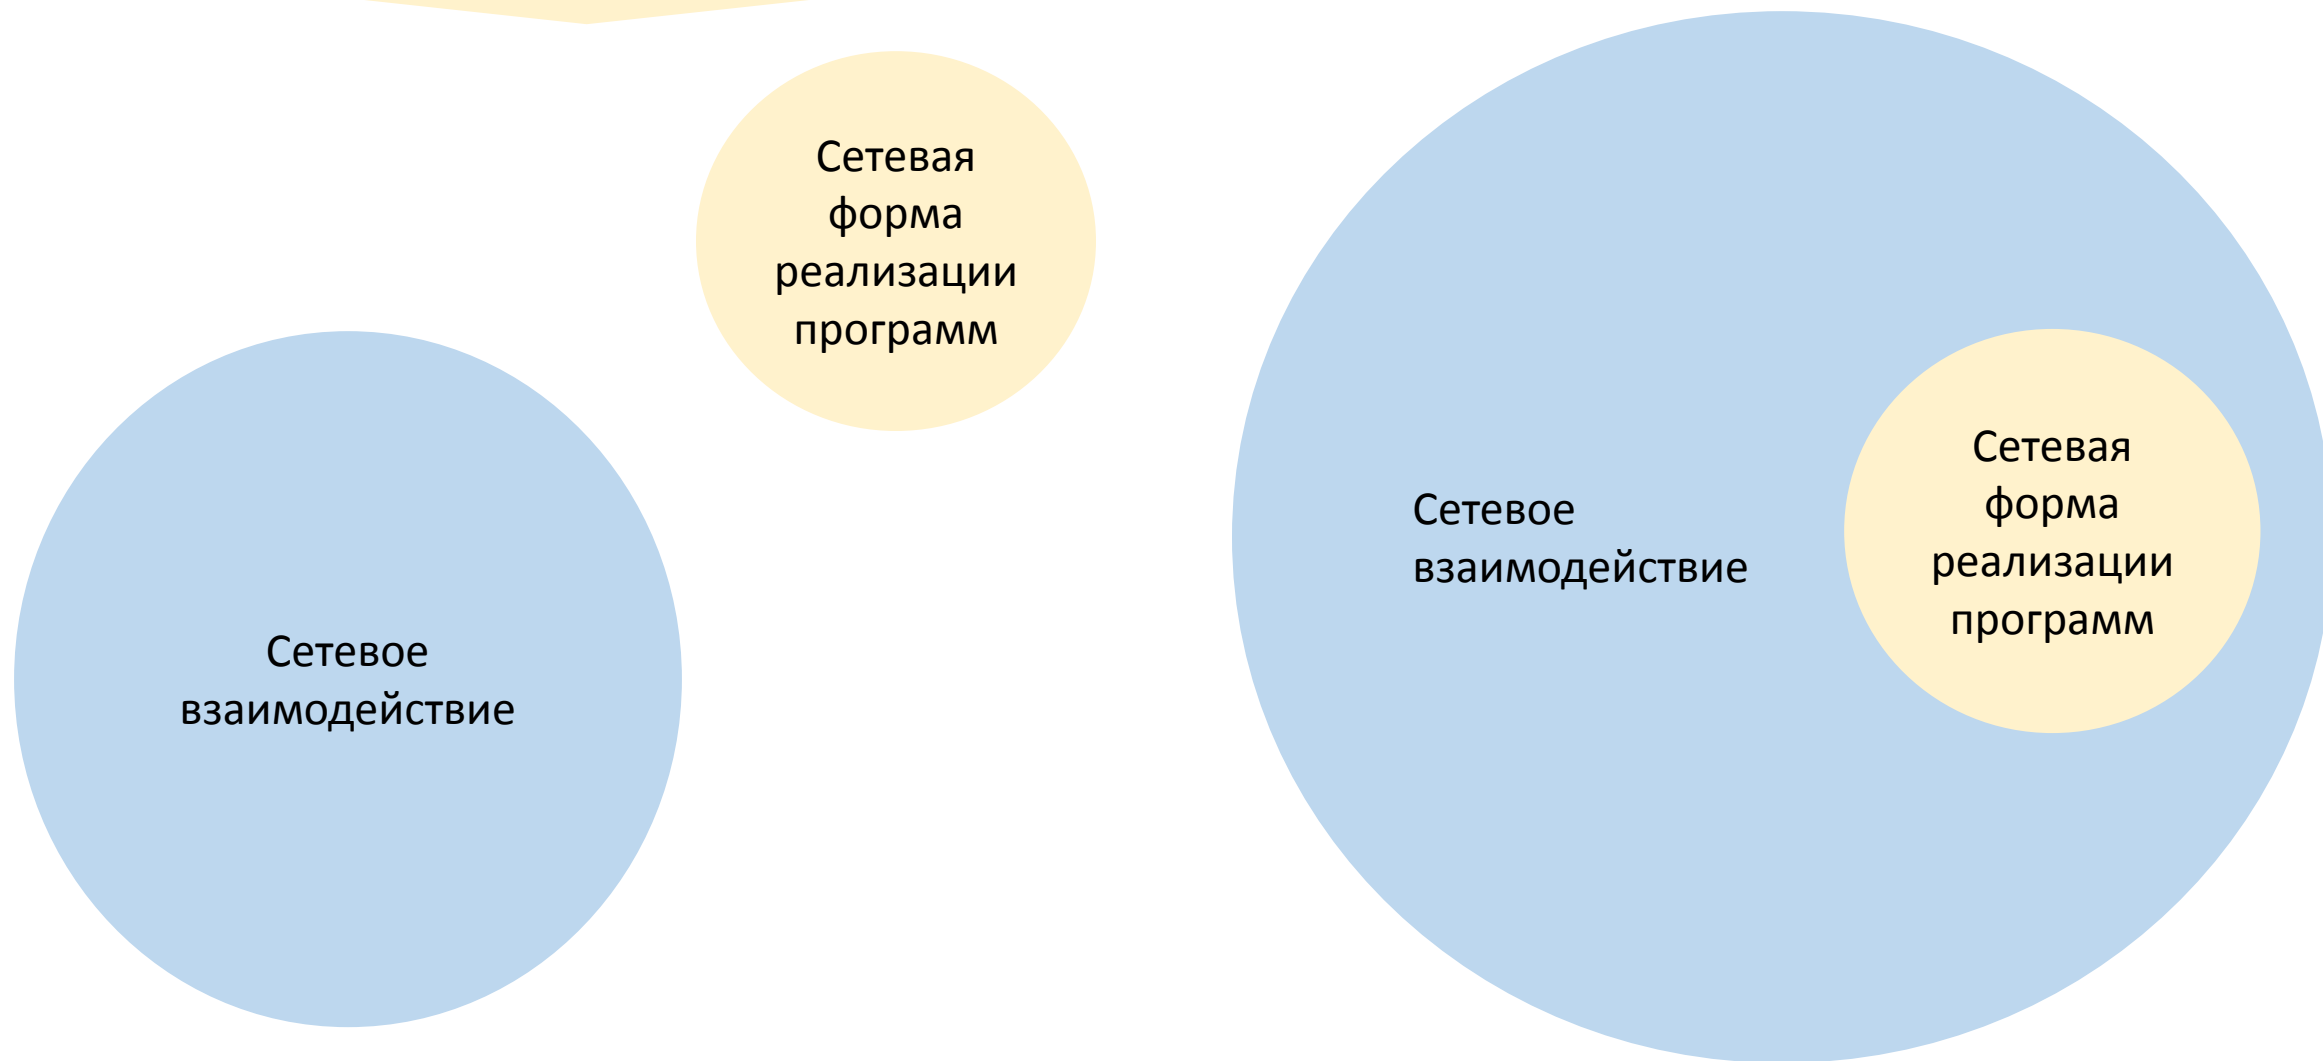 Сетевая
форма
реализации
программ
Сетевое
взаимодействие
Сетевое
взаимодействие
Сетевая
форма
реализации
программ